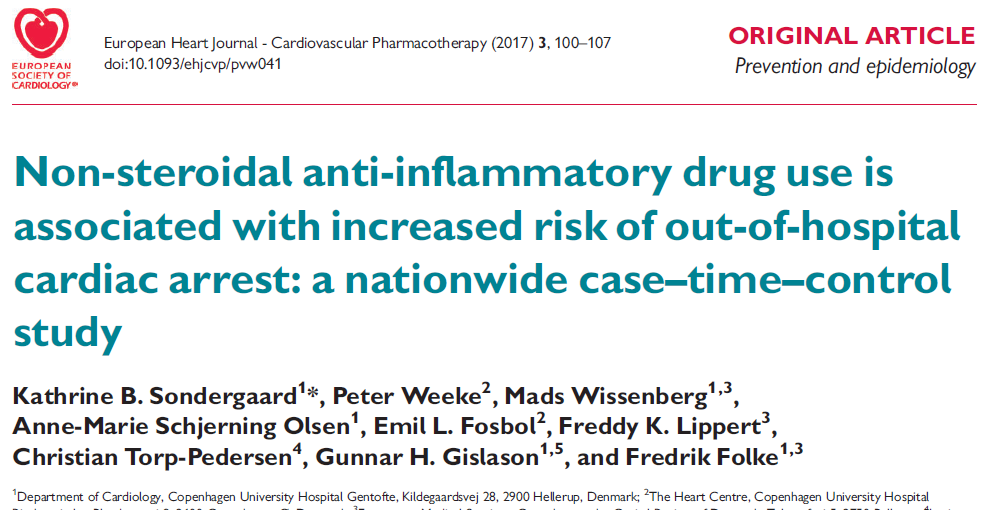 EUROPEAN
SOCIETY OF
CARDIOLOGY®
European Heart Journal - Cardiovascular Pharmacotherapy (2017) 3, 100–107
doi:10.1093/ehjcvp/pvw041
ORIGINAL ARTICLE
Prevention and epidemiology
Non-steroidal anti-inflammatory drug use is
associated with increased risk of out-of-hospital
cardiac arrest: a nationwide case–time–control
study
Kathrine B. Sondergaard¹*, Peter Weeke², Mads Wissenberg¹,³,
Anne-Marie Schjerning Olsen¹, Emil L. Fosbol², Freddy K. Lippert³,
Christian Torp-Pedersen⁴, Gunnar H. Gislason¹,⁵, and Fredrik Folke¹,³
¹Department of Cardiology, Copenhagen University Hospital Gentofte, Kildegaardsvej 28, 2900 Hellerup, Denmark; ²The Heart Centre, Copenhagen University Hospital